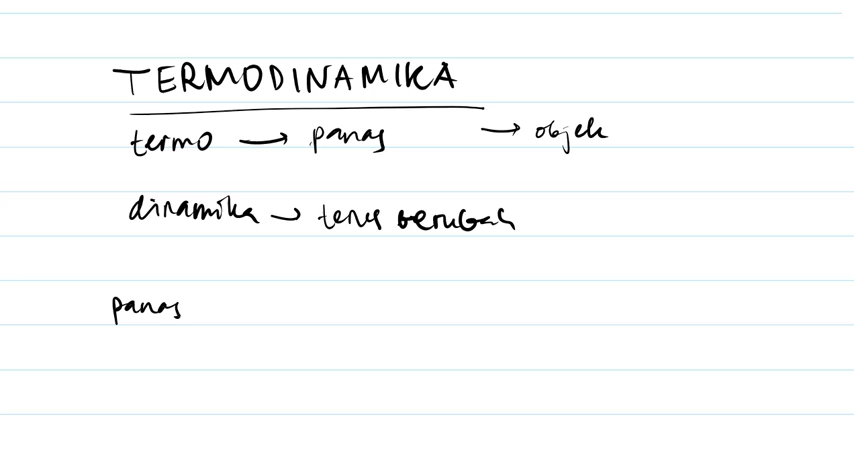 TERMODINAMIKA
termo → panas → objek
dinamika → terus berubah
panas